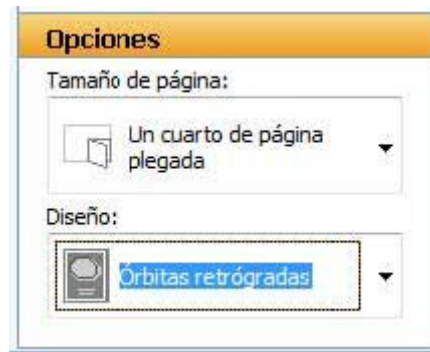 Opciones
Tamaño de página:
Un cuarto de página
plegada
Diseño:
Órbitas retrógradas